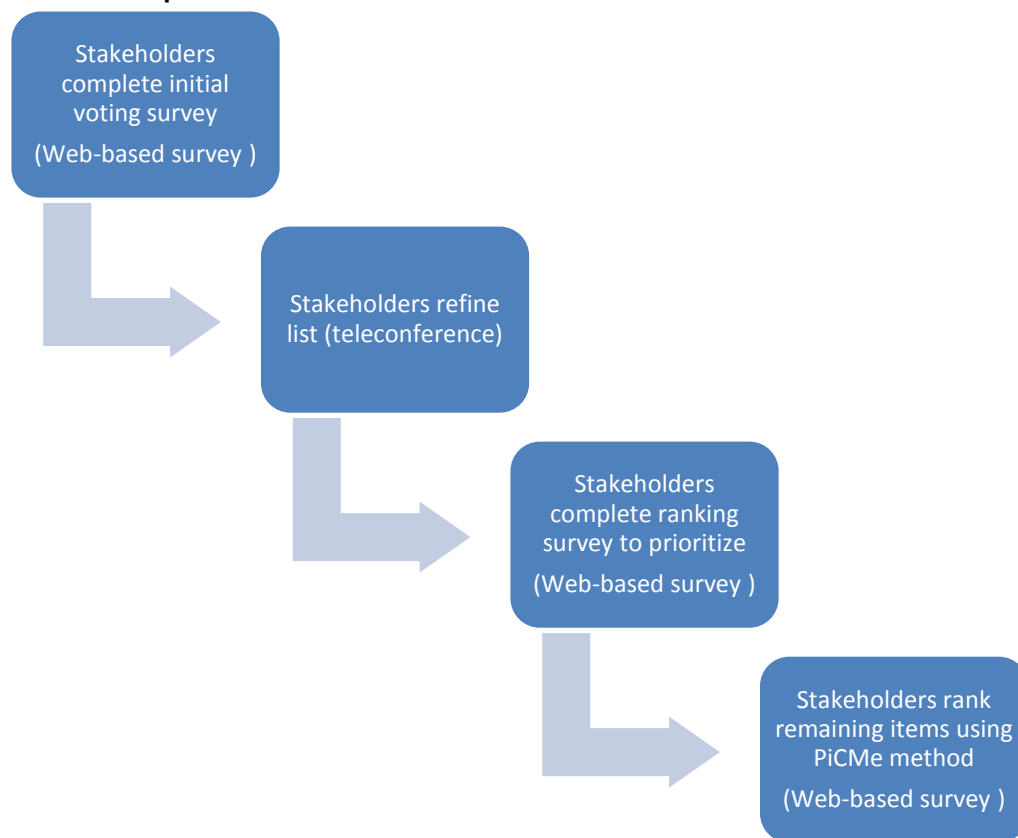 Stakeholders
complete initial
voting survey
(Web-based survey )
Stakeholders refine
list (teleconference)
Stakeholders
complete ranking
survey to prioritize
(Web-based survey )
Stakeholders rank
remaining items using
PiCMe method
(Web-based survey )